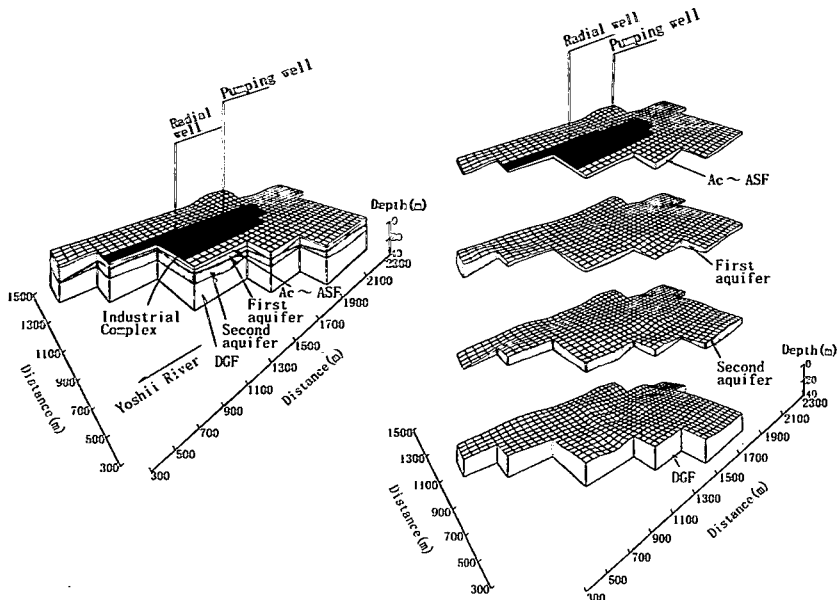 Pumping well
Radial
well
Depth(m)
0
20
40
2300
2100
1900
1700
1500
1300
1100
900
700
500
300
Ac～ASF
First
aquifer
Second
aquifer
DGF
Industrial
Complex
Yoshii River
Distance(m)
1500
1300
1100
900
700
500
300
Distance(m)
Radial well
Pumping well
Ac～ASF
First
aquifer
Second
aquifer
DGF
Depth(m)
0
20
40
2300
2100
1900
1700
1500
1300
1100
900
700
500
300
Distance(m)
1500
1300
1100
900
700
500
300
Distance(m)